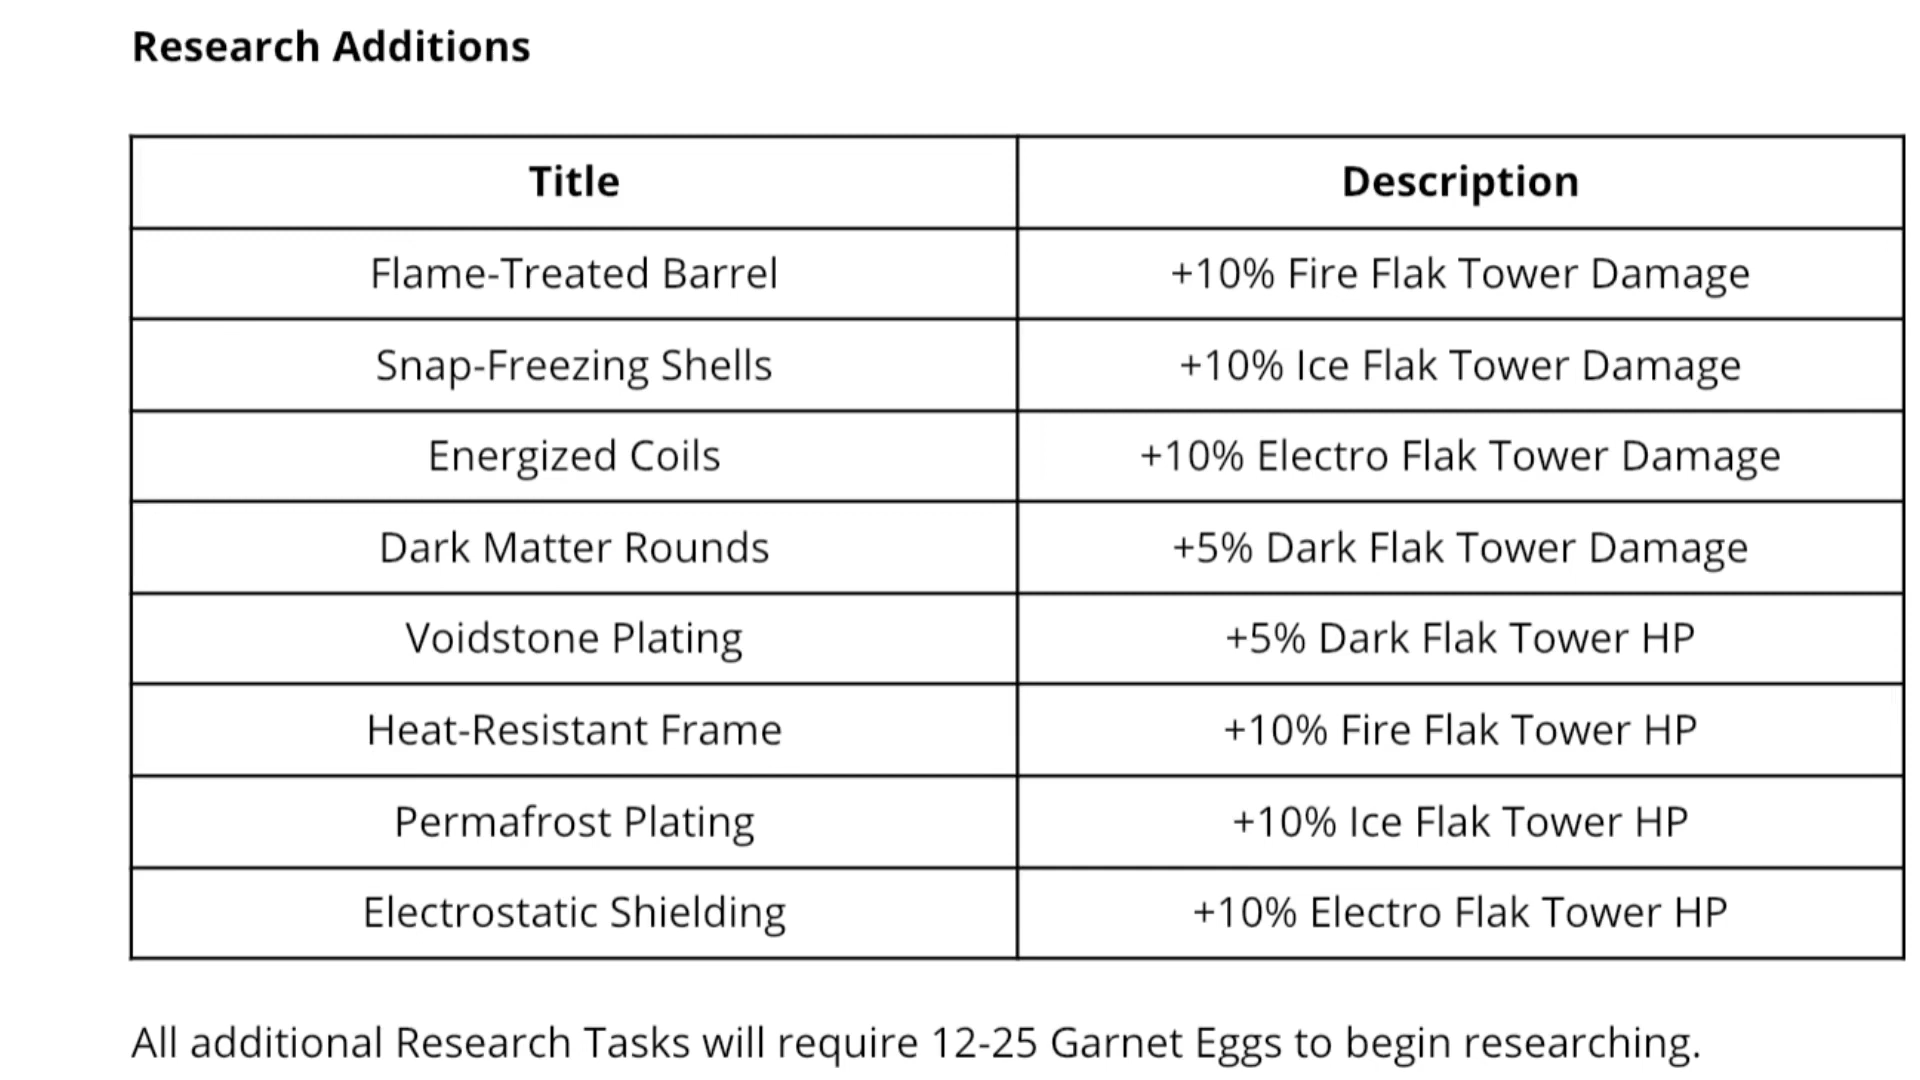 Research Additions
Title Description
Flame-Treated Barrel +10% Fire Flak Tower Damage
Snap-Freezing Shells +10% Ice Flak Tower Damage
Energized Coils +10% Electro Flak Tower Damage
Dark Matter Rounds +5% Dark Flak Tower Damage
Voidstone Plating +5% Dark Flak Tower HP
Heat-Resistant Frame +10% Fire Flak Tower HP
Permafrost Plating +10% Ice Flak Tower HP
Electrostatic Shielding +10% Electro Flak Tower HP
All additional Research Tasks will require 12-25 Garnet Eggs to begin researching.